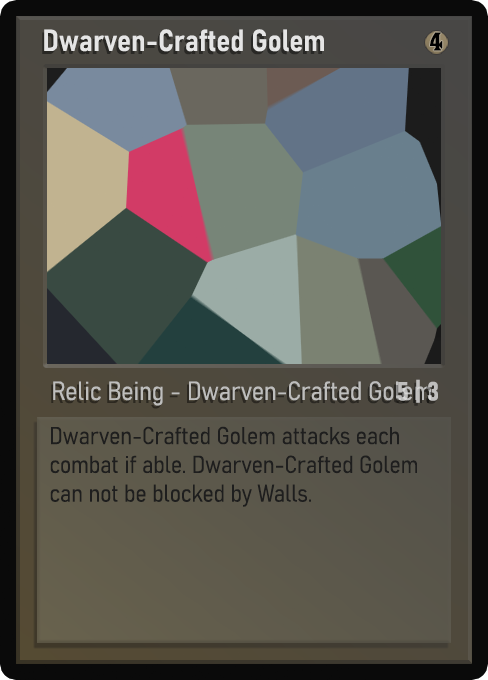 Dwarven-Crafted Golem 4
Relic Being - Dwarven-Crafted Golem 5 | 3
Dwarven-Crafted Golem attacks each
combat if able. Dwarven-Crafted Golem
can not be blocked by Walls.